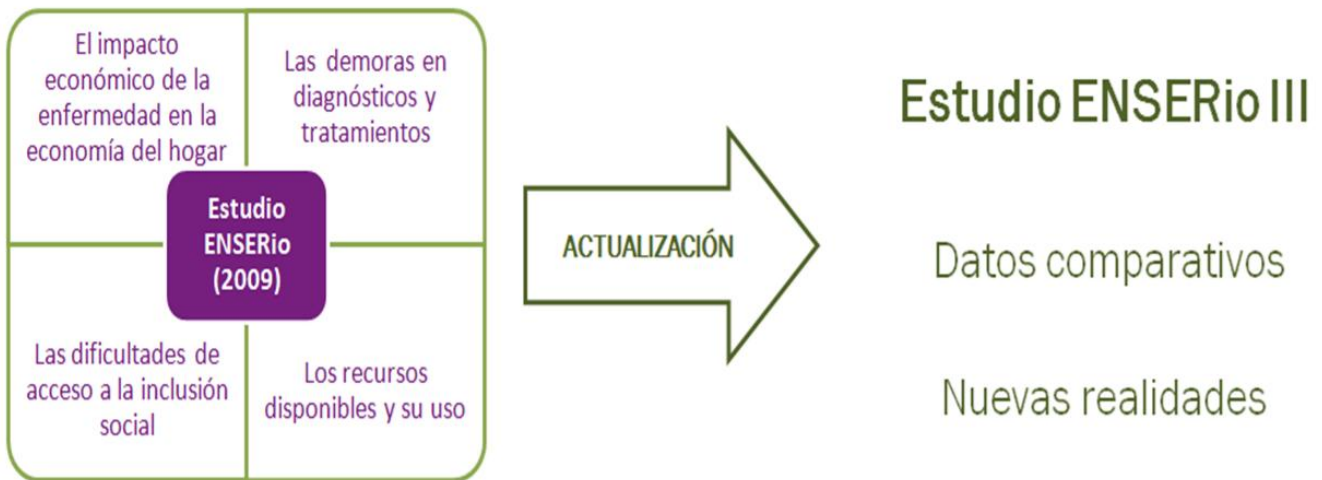 El impacto
económico de la
enfermedad en la
economía del hogar
Las demoras en
diagnósticos y
tratamientos
Estudio
ENSERio
(2009)
Las dificultades de
acceso a la inclusión
social
Los recursos
disponibles y su uso
ACTUALIZACIÓN
Estudio ENSERio III
Datos comparativos
Nuevas realidades